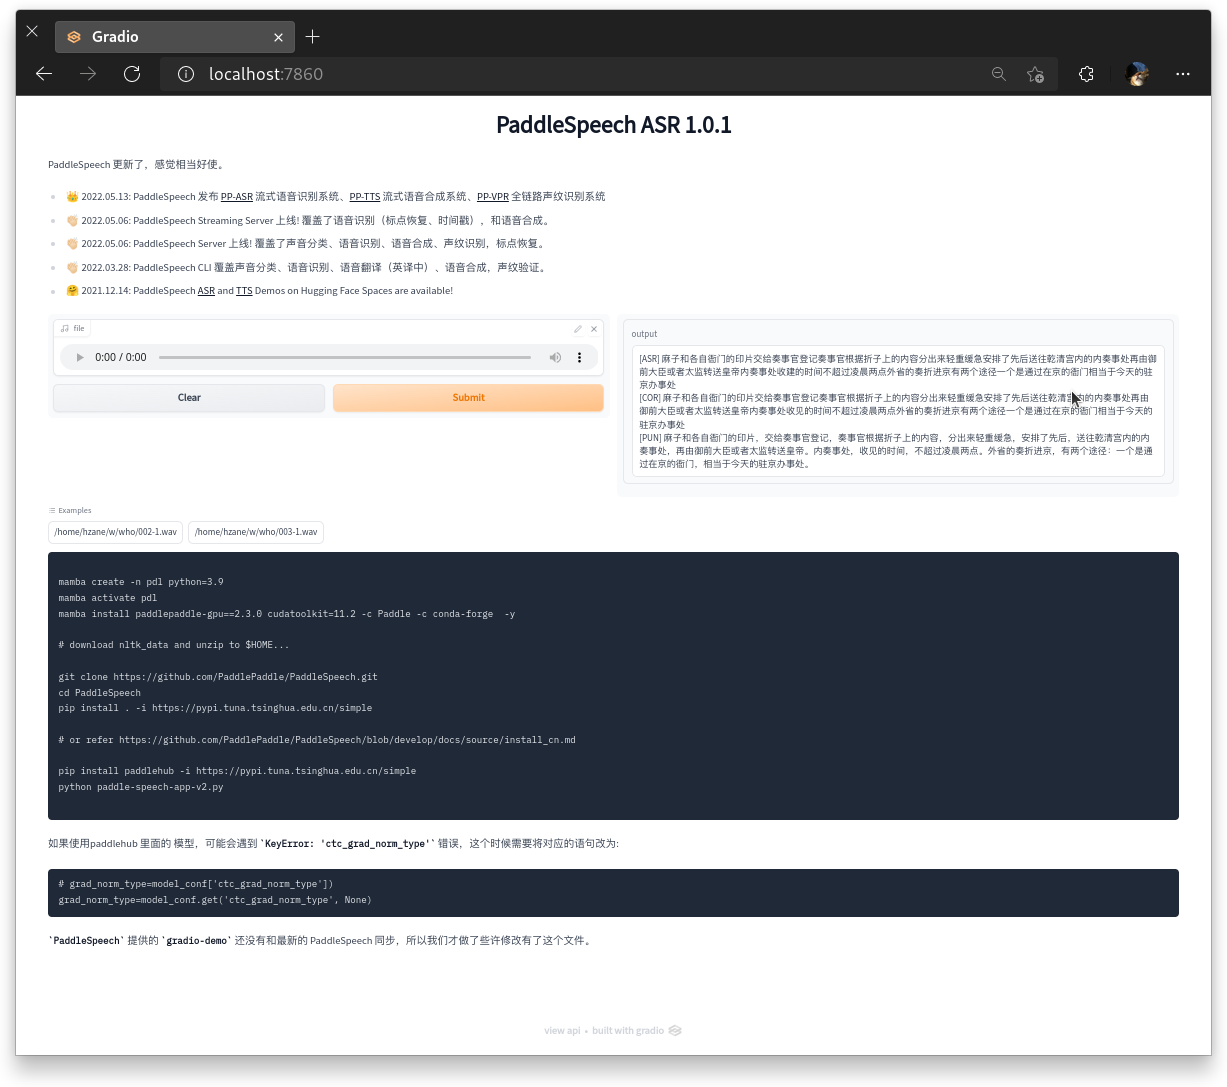 Gradio
localhost:7860
PaddleSpeech ASR 1.0.1
PaddleSpeech 更新了，感觉相当好使。
👑 2022.05.13: PaddleSpeech 发布 PP-ASR 流式语音识别系统、PP-TTS 流式语音合成系统、PP-VPR 全链路声纹识别系统
👏🏻 2022.05.06: PaddleSpeech Streaming Server 上线! 覆盖了语音识别（标点恢复、时间戳），和语音合成。
👏🏻 2022.05.06: PaddleSpeech Server 上线! 覆盖了声音分类、语音识别、语音合成、声纹识别，标点恢复。
👏🏻 2022.03.28: PaddleSpeech CLI 覆盖声音分类、语音识别、语音翻译（英译中）、语音合成，声纹验证。
🤗 2021.12.14: PaddleSpeech ASR and TTS Demos on Hugging Face Spaces are available!
file
0:00 / 0:00
Clear
Submit
output
[ASR] 麻子和各自衙门的印片交给奏事官登记奏事官根据折子上的内容分出来轻重缓急安排了先后送往乾清宫内的内奏事处再由御
前大臣或者太监转送皇帝内奏事处收建的时间不超过凌晨两点外省的奏折进京有两个途径一个是通过在京的衙门相当于今天的驻
京办事处
[COR] 麻子和各自衙门的印片交给奏事官登记奏事官根据折子上的内容分出来轻重缓急安排了先后送往乾清宫内的内奏事处再由
御前大臣或者太监转送皇帝内奏事处收见的时间不超过凌晨两点外省的奏折进京有两个途径一个是通过在京的衙门相当于今天的
驻京办事处
[PUN] 麻子和各自衙门的印片，交给奏事官登记，奏事官根据折子上的内容，分出来轻重缓急，安排了先后，送往乾清宫内的内
奏事处，再由御前大臣或者太监转送皇帝。内奏事处，收见的时间，不超过凌晨两点。外省的奏折进京，有两个途径：一个是通
过在京的衙门，相当于今天的驻京办事处。
Examples
/home/hzane/w/who/002-1.wav
/home/hzane/w/who/003-1.wav
mamba create -n pdl python=3.9
mamba activate pdl
mamba install paddlepaddle-gpu==2.3.0 cudatoolkit=11.2 -c Paddle -c conda-forge  -y
# download nltk_data and unzip to $HOME...
git clone https://github.com/PaddlePaddle/PaddleSpeech.git
cd PaddleSpeech
pip install . -i https://pypi.tuna.tsinghua.edu.cn/simple
# or refer https://github.com/PaddlePaddle/PaddleSpeech/blob/develop/docs/source/install_cn.md
pip install paddlehub -i https://pypi.tuna.tsinghua.edu.cn/simple
python paddle-speech-app-v2.py
如果使用paddlehub 里面的 模型，可能会遇到 `KeyError: 'ctc_grad_norm_type'` 错误，这个时候需要将对应的语句改为:
# grad_norm_type=model_conf['ctc_grad_norm_type'])
grad_norm_type=model_conf.get('ctc_grad_norm_type', None)
`PaddleSpeech` 提供的 `gradio-demo` 还没有和最新的 PaddleSpeech 同步，所以我们才做了些许修改有了这个文件。
view api • built with gradio